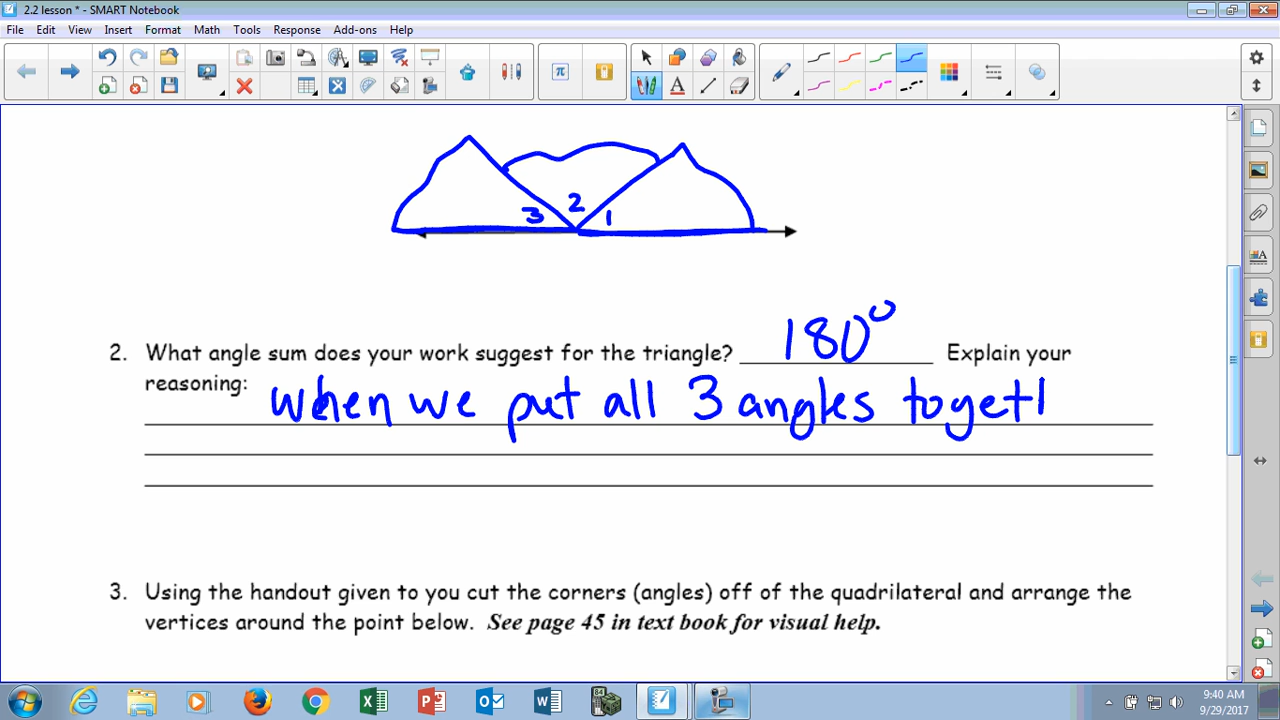 2.2 lesson * - SMART Notebook
File Edit View Insert Format Math Tools Response Add-ons Help
3 2 1
180°
2. What angle sum does your work suggest for the triangle? Explain your
reasoning:
when we put all 3 angles toget
3. Using the handout given to you cut the corners (angles) off of the quadrilateral and arrange the
vertices around the point below. See page 45 in text book for visual help.
9:40 AM
9/29/2017